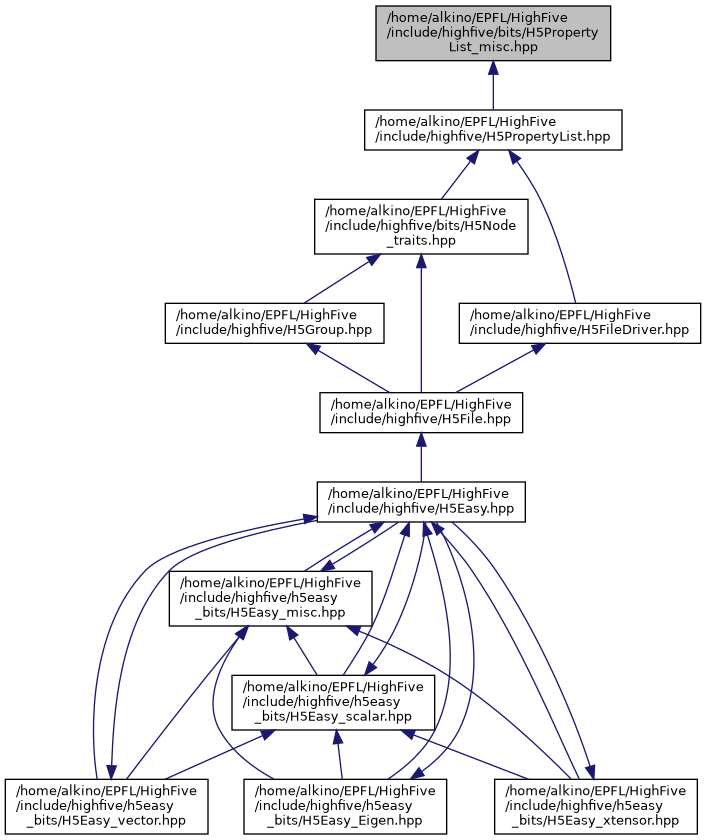 /home/alkino/EPFL/HighFive
/include/highfive/bits/H5Property
List_misc.hpp
/home/alkino/EPFL/HighFive
/include/highfive/H5PropertyList.hpp
/home/alkino/EPFL/HighFive
/include/highfive/bits/H5Node
_traits.hpp
/home/alkino/EPFL/HighFive
/include/highfive/H5Group.hpp
/home/alkino/EPFL/HighFive
/include/highfive/H5FileDriver.hpp
/home/alkino/EPFL/HighFive
/include/highfive/H5File.hpp
/home/alkino/EPFL/HighFive
/include/highfive/H5Easy.hpp
/home/alkino/EPFL/HighFive
/include/highfive/h5easy
_bits/H5Easy_misc.hpp
/home/alkino/EPFL/HighFive
/include/highfive/h5easy
_bits/H5Easy_scalar.hpp
/home/alkino/EPFL/HighFive
/include/highfive/h5easy
_bits/H5Easy_vector.hpp
/home/alkino/EPFL/HighFive
/include/highfive/h5easy
_bits/H5Easy_Eigen.hpp
/home/alkino/EPFL/HighFive
/include/highfive/h5easy
_bits/H5Easy_xtensor.hpp